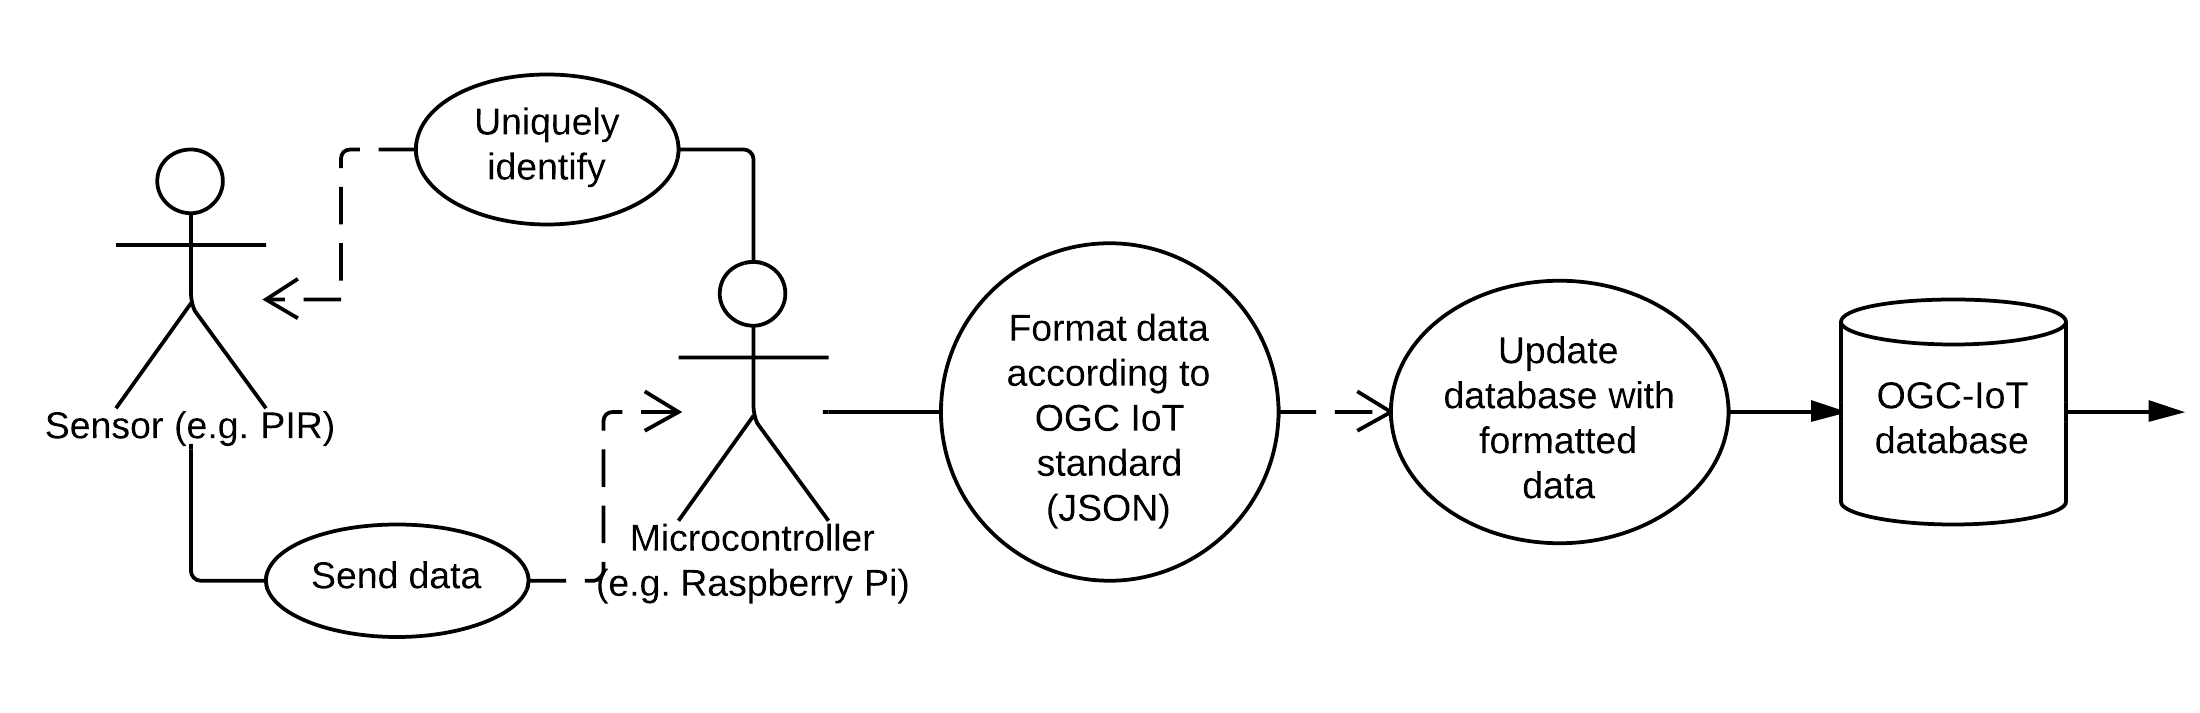 Uniquely
identify
Sensor (e.g. PIR)
Send data
Microcontroller
(e.g. Raspberry Pi)
Format data
according to
OGC IoT
standard
(JSON)
Update
database with
formatted
data
OGC-IoT
database